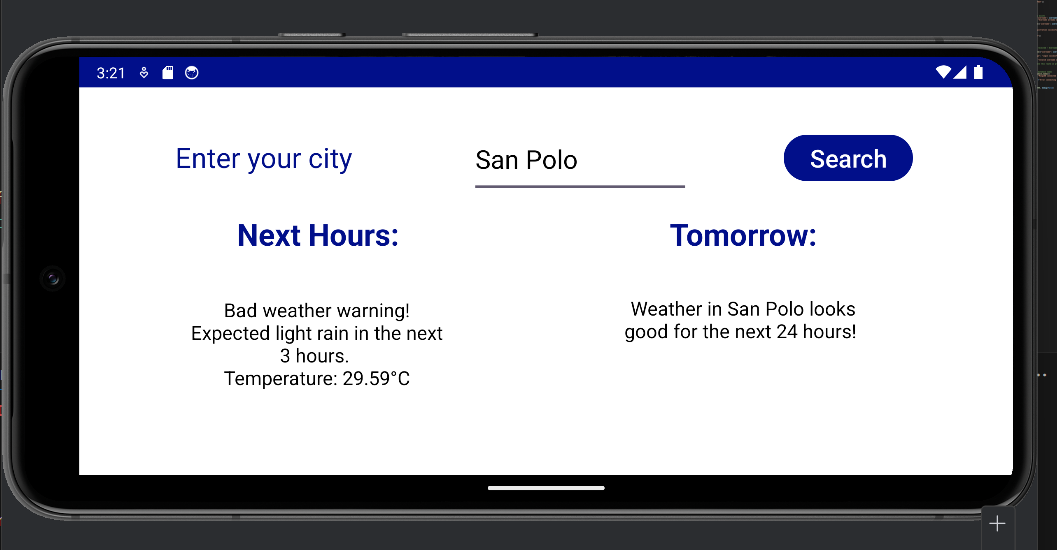 3:21
Enter your city
San Polo
Search
Next Hours:
Tomorrow:
Bad weather warning!
Expected light rain in the next
3 hours.
Temperature: 29.59°C
Weather in San Polo looks
good for the next 24 hours!